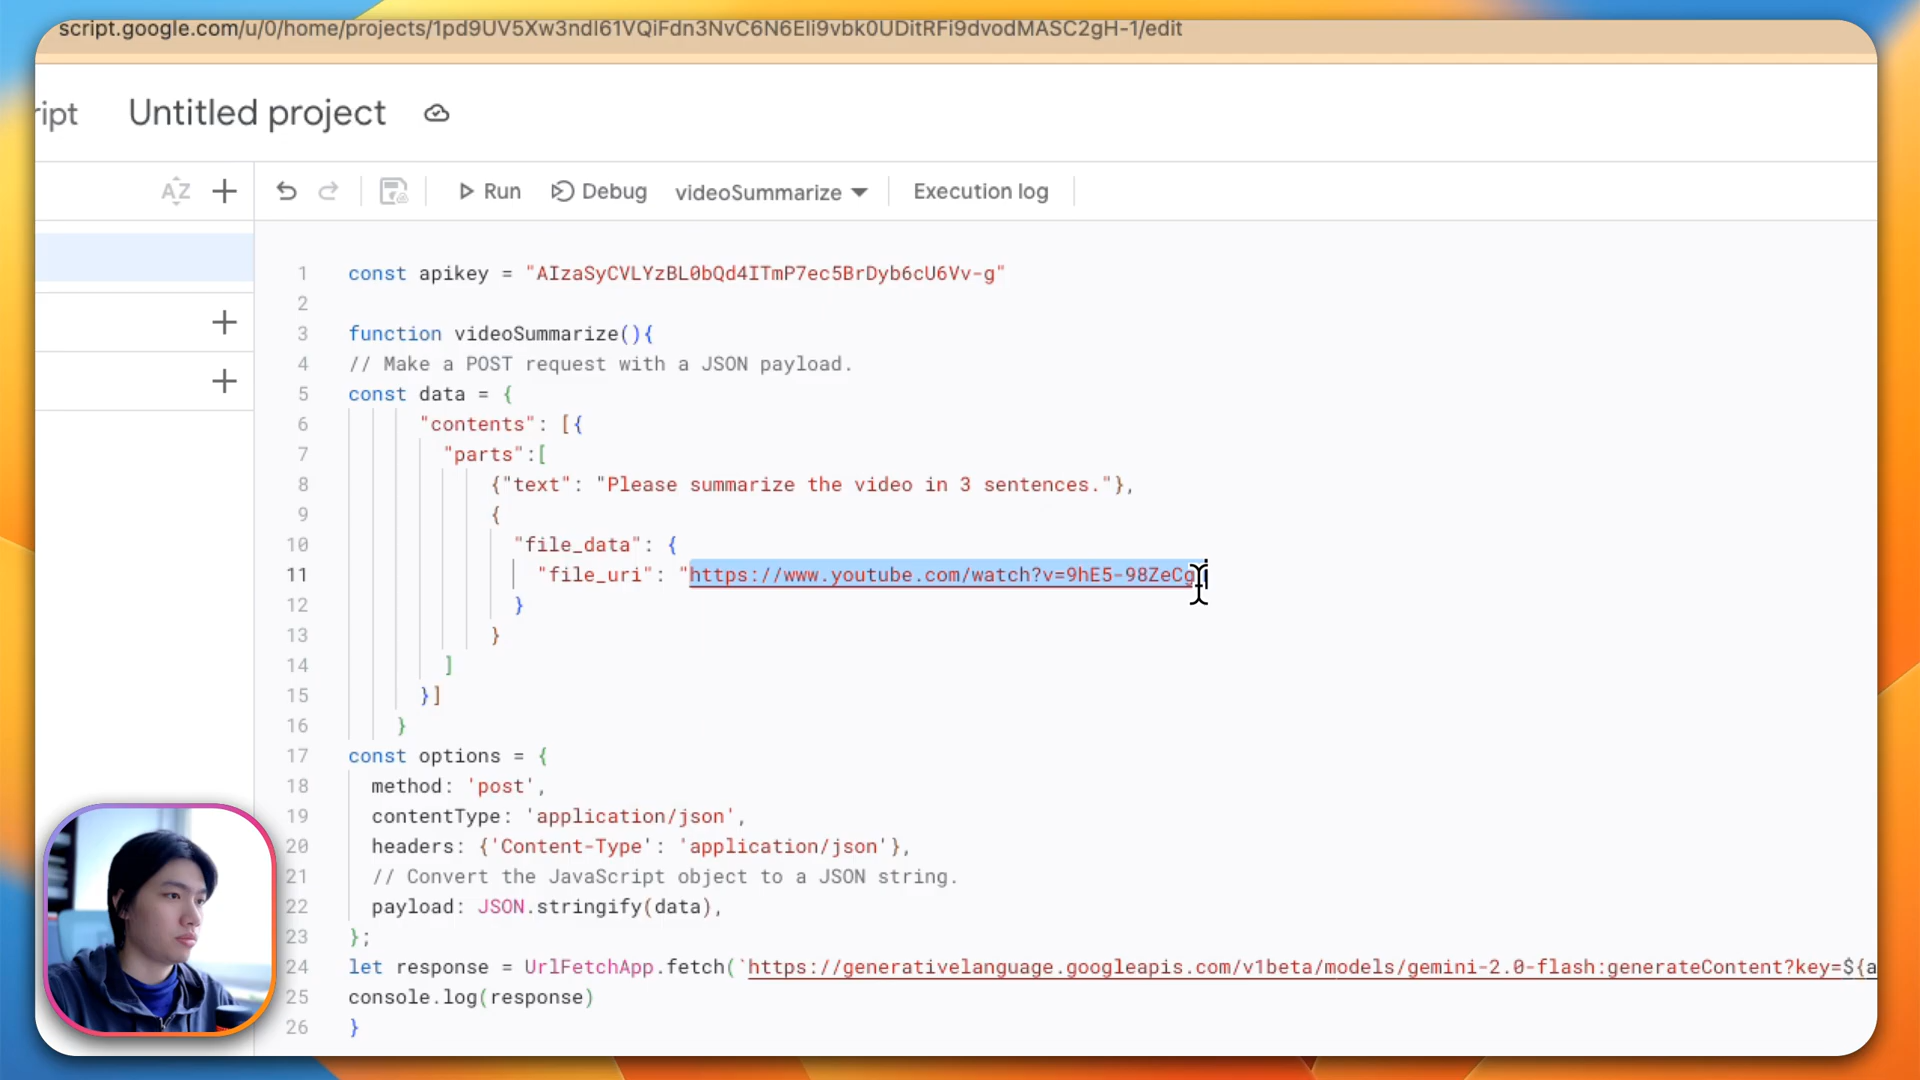 script.google.com/u/0/home/projects/1pd9UV5Xw3ndl61VQiFdn3NvC6N6Eli9vbk0UDitRFi9dvodMASC2gH-1/edit
ript Untitled project
AZ Run Debug videoSummarize Execution log
1 const apikey = "AIzaSyCVLYzBL0bQd4ITmP7ec5BrDyb6cU6Vv-g"
2
3 function videoSummarize(){
4 // Make a POST request with a JSON payload.
5 const data = {
6 "contents": [{
7 "parts":[
8 {"text": "Please summarize the video in 3 sentences."},
9 {
10 "file_data": {
11 "file_uri": "https://www.youtube.com/watch?v=9hE5-98ZeCg
12 }
13 }
14 ]
15 }]
16 }
17 const options = {
18 method: 'post',
19 contentType: 'application/json',
20 headers: {'Content-Type': 'application/json'},
21 // Convert the JavaScript object to a JSON string.
22 payload: JSON.stringify(data),
23 };
24 let response = UrlFetchApp.fetch(`https://generativelanguage.googleapis.com/v1beta/models/gemini-2.0-flash:generateContent?key=${a
25 console.log(response)
26 }